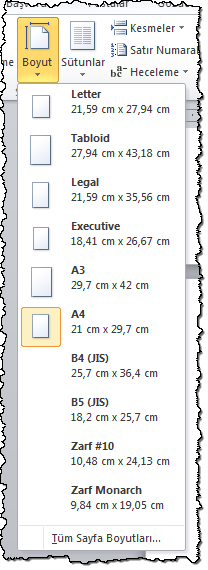 Boyut
Sütunlar
Kesmeler
Satır Numara
Heceleme
Letter
21,59 cm x 27,94 cm
Tabloid
27,94 cm x 43,18 cm
Legal
21,59 cm x 35,56 cm
Executive
18,41 cm x 26,67 cm
A3
29,7 cm x 42 cm
A4
21 cm x 29,7 cm
B4 (JIS)
25,7 cm x 36,4 cm
B5 (JIS)
18,2 cm x 25,7 cm
Zarf #10
10,48 cm x 24,13 cm
Zarf Monarch
9,84 cm x 19,05 cm
Tüm Sayfa Boyutları...